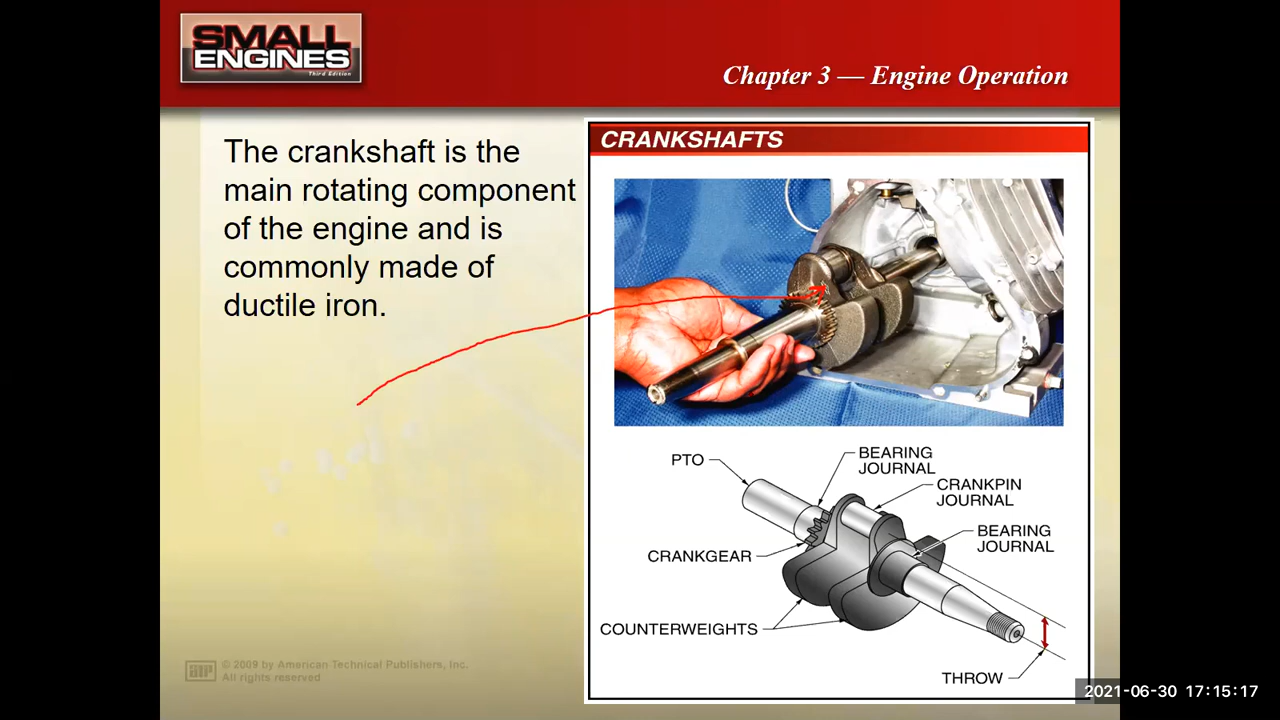 SMALL
ENGINES
Third Edition
Chapter 3 — Engine Operation
The crankshaft is the
main rotating component
of the engine and is
commonly made of
ductile iron.
CRANKSHAFTS
PTO
BEARING
JOURNAL
CRANKPIN
JOURNAL
BEARING
JOURNAL
CRANKGEAR
COUNTERWEIGHTS
THROW
atp
© 2009 by American Technical Publishers, Inc.
All rights reserved
2021-06-30 17:15:17